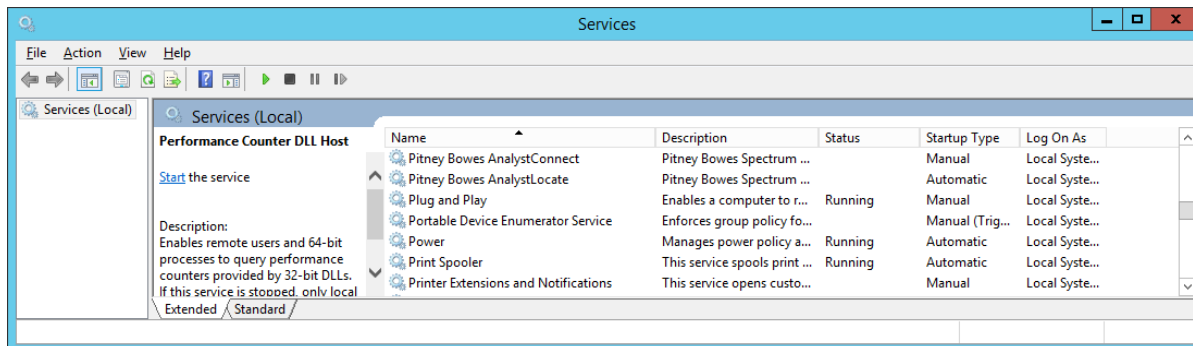 Services
File Action View Help
Services (Local)
Services (Local)
Performance Counter DLL Host
Start the service
Description:
Enables remote users and 64-bit
processes to query performance
counters provided by 32-bit DLLs.
If this service is stopped, only local
Name Description Status Startup Type Log On As
Pitney Bowes AnalystConnect Pitney Bowes Spectrum ... Manual Local Syste...
Pitney Bowes AnalystLocate Pitney Bowes Spectrum ... Automatic Local Syste...
Plug and Play Enables a computer to r... Running Manual Local Syste...
Portable Device Enumerator Service Enforces group policy fo... Manual (Trig... Local Syste...
Power Manages power policy a... Running Automatic Local Syste...
Print Spooler This service spools print ... Running Automatic Local Syste...
Printer Extensions and Notifications This service opens custo... Manual Local Syste...
Extended Standard